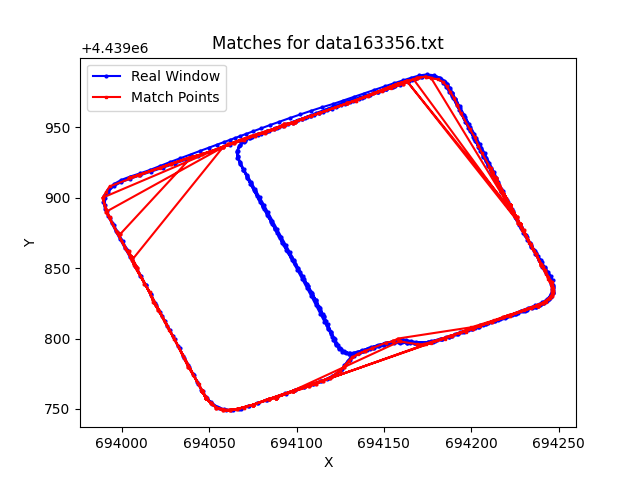 Matches for data163356.txt
+4.439e6
Real Window
Match Points
950
900
850
800
750
Y
694000 694050 694100 694150 694200 694250
X